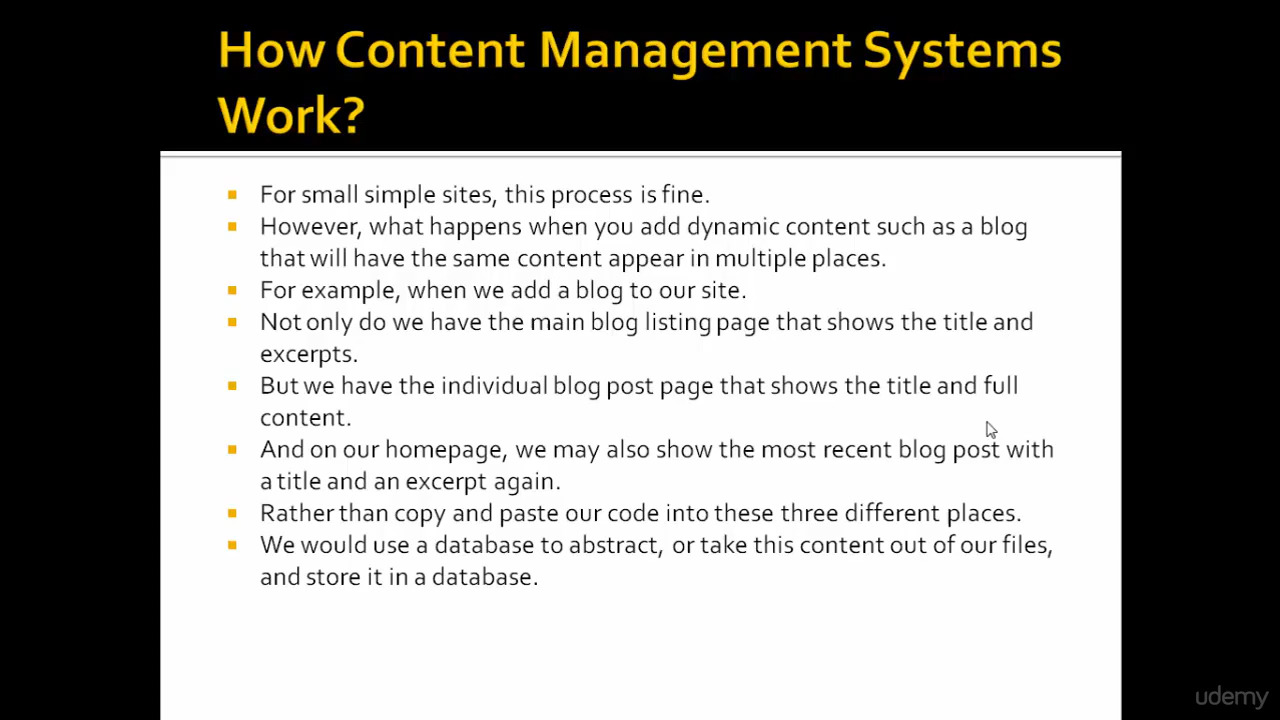 How Content Management Systems
Work?
For small simple sites, this process is fine.
However, what happens when you add dynamic content such as a blog
that will have the same content appear in multiple places.
For example, when we add a blog to our site.
Not only do we have the main blog listing page that shows the title and
excerpts.
But we have the individual blog post page that shows the title and full
content.
And on our homepage, we may also show the most recent blog post with
a title and an excerpt again.
Rather than copy and paste our code into these three different places.
We would use a database to abstract, or take this content out of our files,
and store it in a database.
udemy